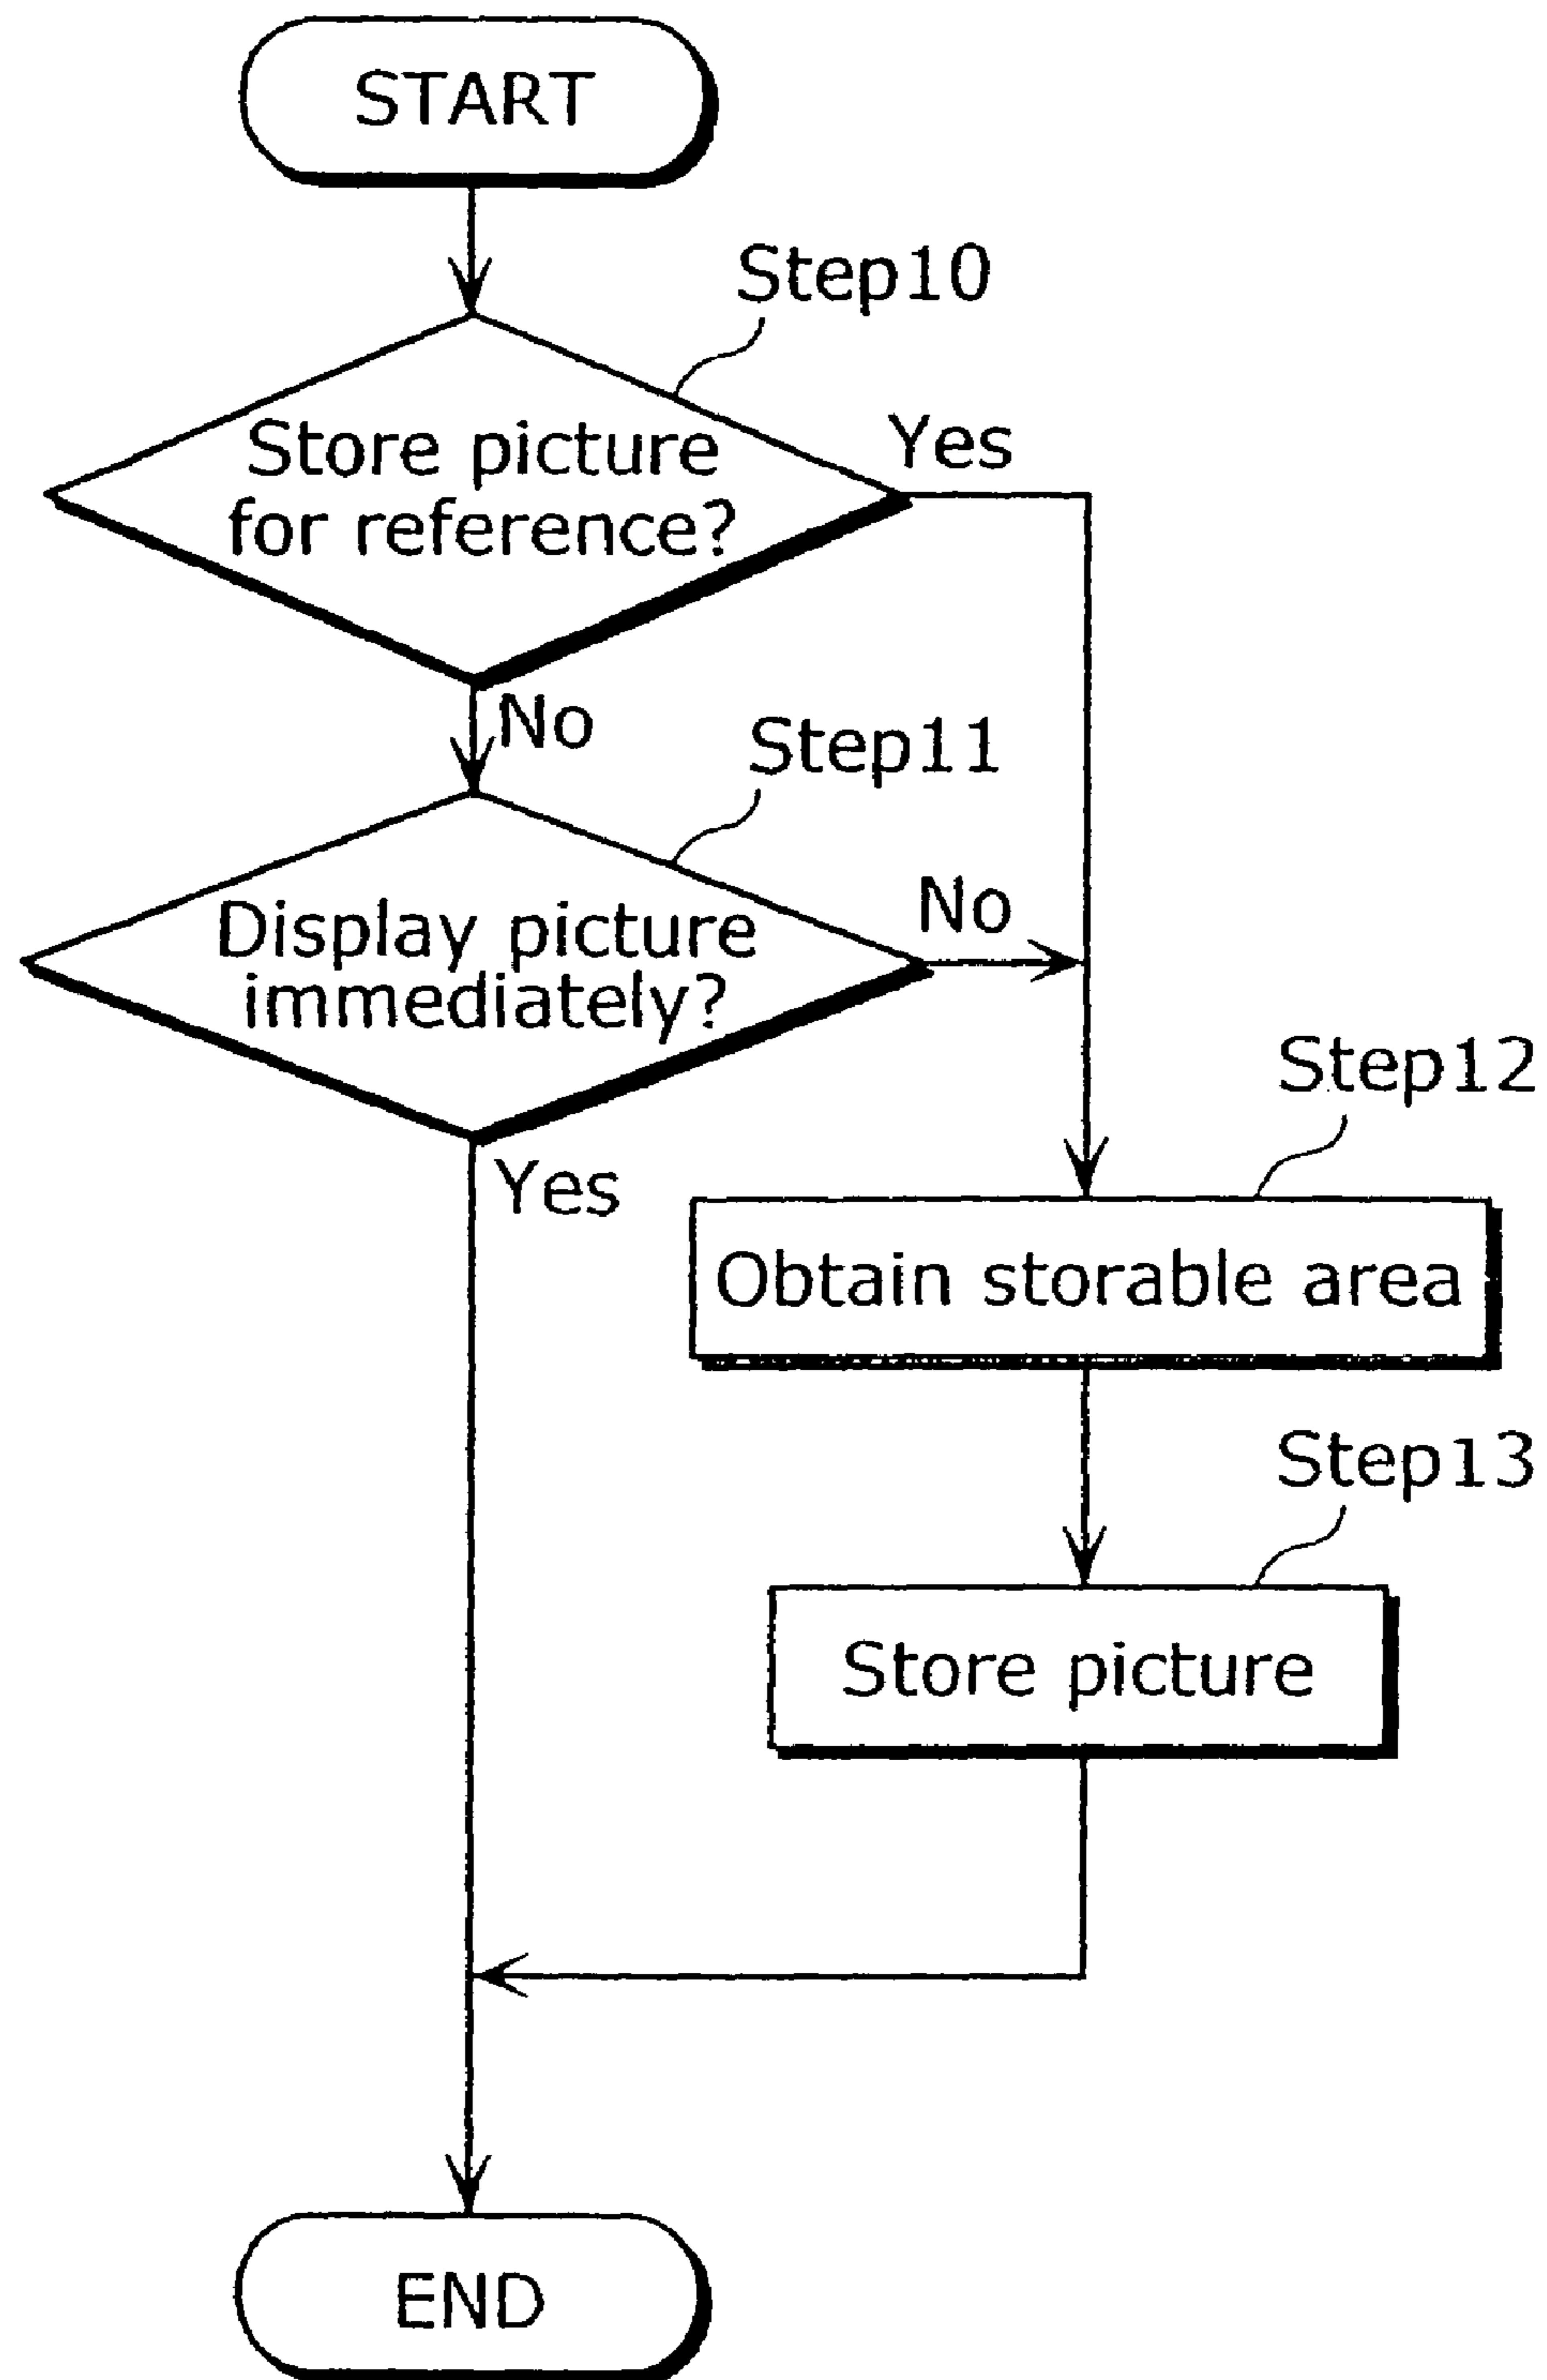 START
Step10
Store picture
for reference?
Yes
No
Step11
Display picture
immediately?
No
Yes
Step12
Obtain storable area
Step13
Store picture
END